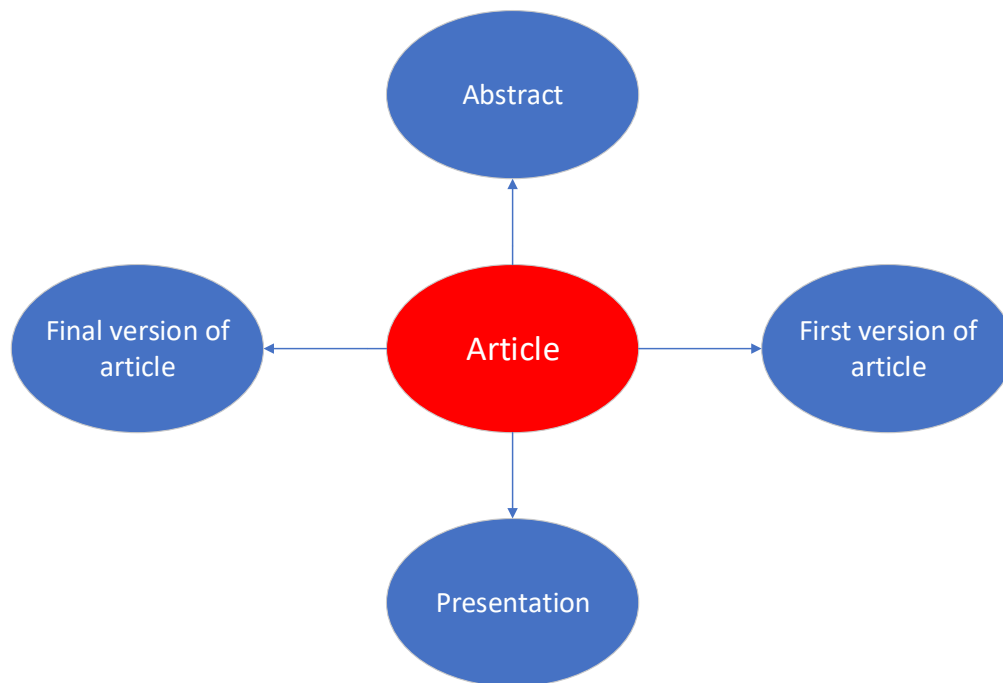 Abstract
Final version of
article
Article
First version of
article
Presentation